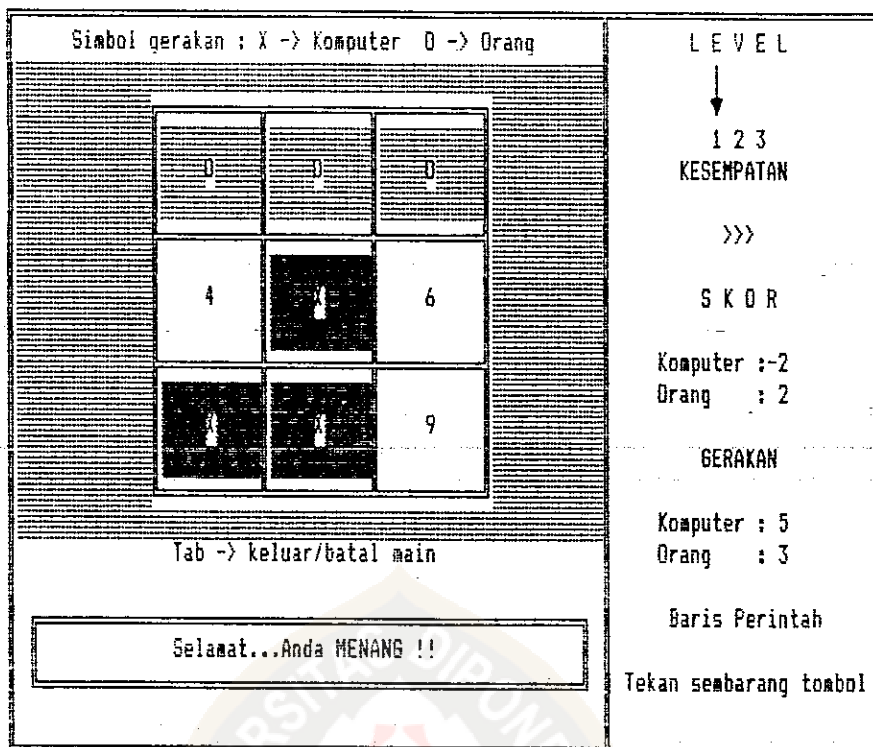 Simbol gerakan : X -> Komputer O -> Orang
O O O
4 X 6
X X 9
Tab -> keluar/batal main
Selamat...Anda MENANG !!
L E V E L
1 2 3
KESEMPATAN
>>>
S K O R
Komputer :-2
Orang : 2
GERAKAN
Komputer : 5
Orang : 3
Baris Perintah
Tekan sembarang tombol